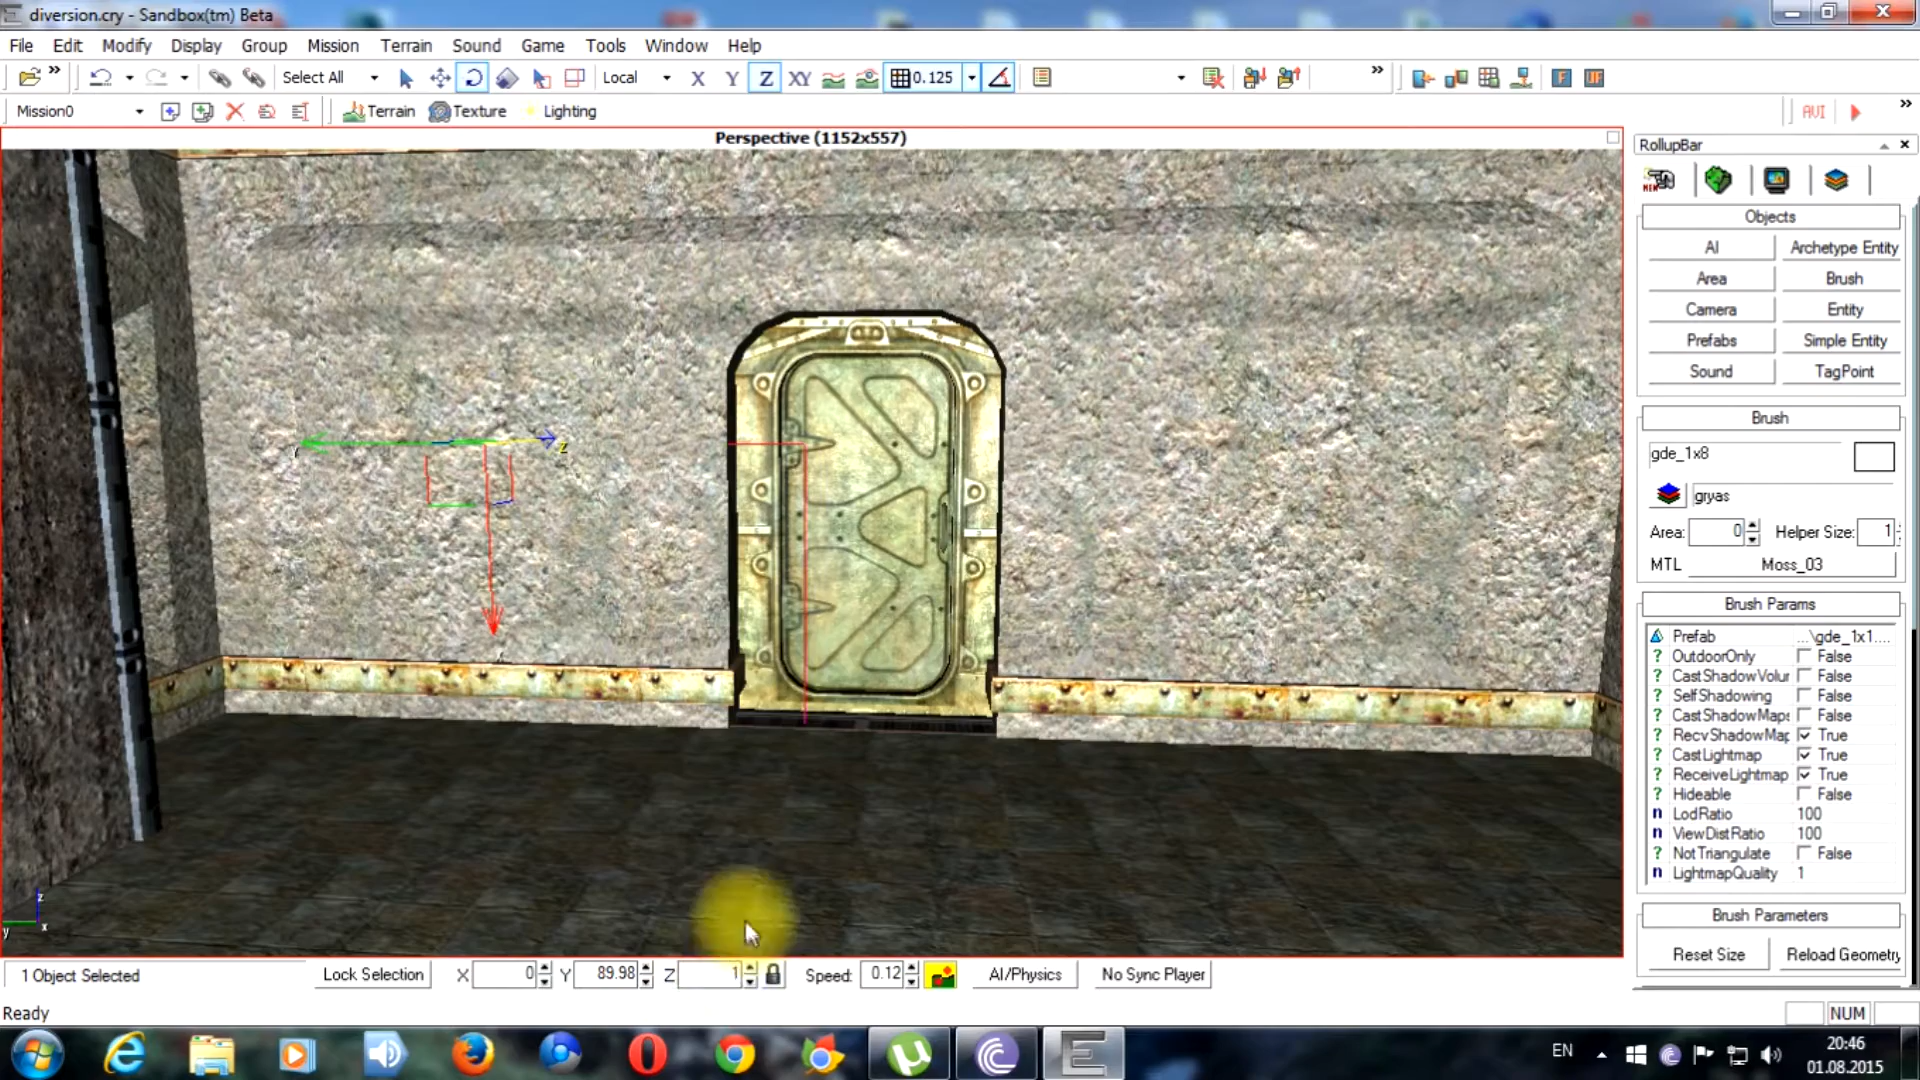 diversion.cry - Sandbox(tm) Beta
File Edit Modify Display Group Mission Terrain Sound Game Tools Window Help
Select All Local X Y Z XY 0.125 F UF
Mission0 Terrain Texture Lighting AVI
Perspective (1152x557)
RollupBar
Objects
AI Archetype Entity
Area Brush
Camera Entity
Prefabs Simple Entity
Sound TagPoint
Brush
gde_1x8
gryas
Area: 0 Helper Size: 1
MTL Moss_03
Brush Params
Prefab ...\gde_1x1....
OutdoorOnly False
CastShadowVolur False
SelfShadowing False
CastShadowMaps False
RecvShadowMap True
CastLightmap True
ReceiveLightmap True
Hideable False
LodRatio 100
ViewDistRatio 100
NotTriangulate False
LightmapQuality 1
Brush Parameters
Reset Size Reload Geometry
z
z
y x
1 Object Selected Lock Selection X 0 Y 89.98 Z 1 Speed: 0.12 AI/Physics No Sync Player
Ready NUM
EN 20:46
01.08.2015